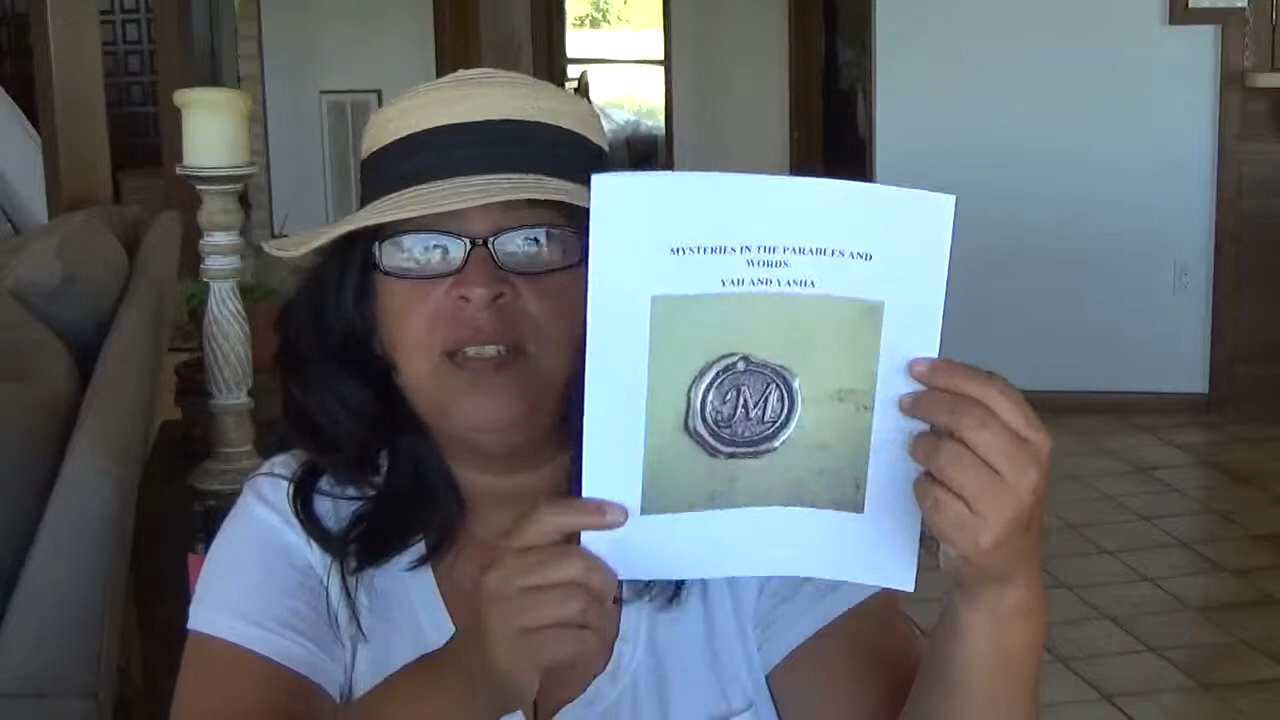 MYSTERIES IN THE PARABLES AND
WORDS.
YAH AND YASHA
M